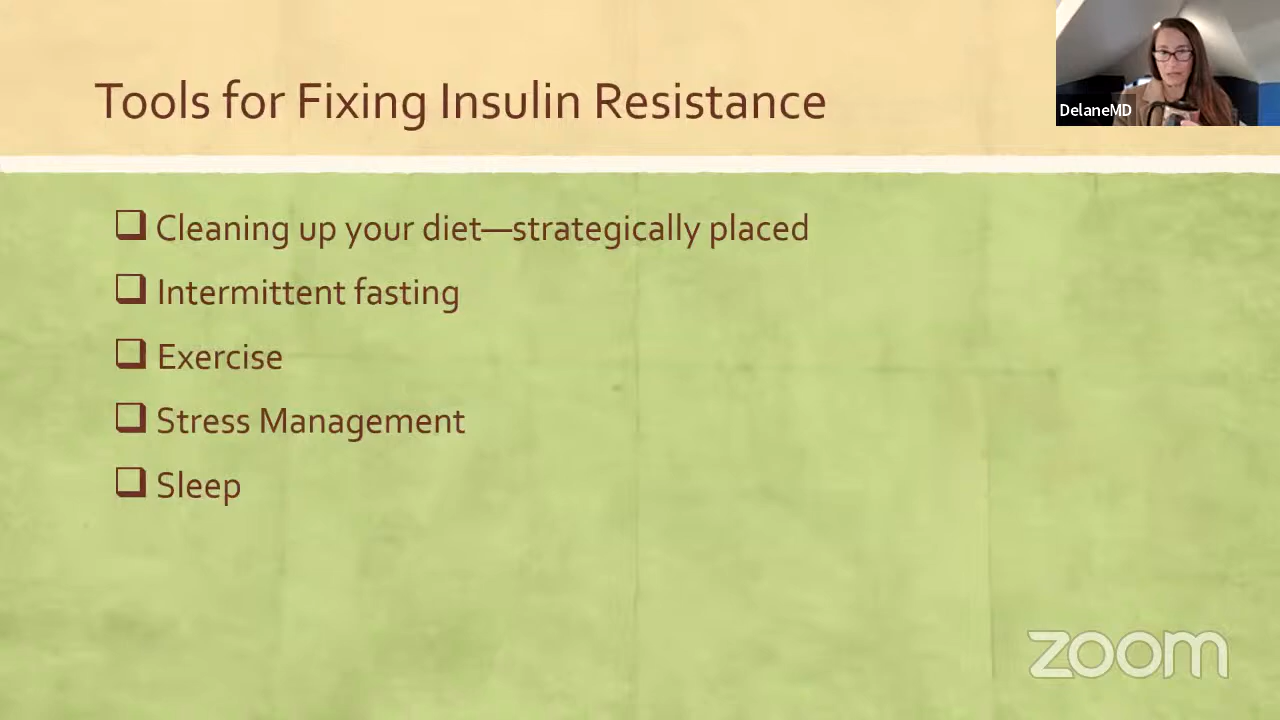 Tools for Fixing Insulin Resistance
DelaneMD
Cleaning up your diet—strategically placed
Intermittent fasting
Exercise
Stress Management
Sleep
zoom